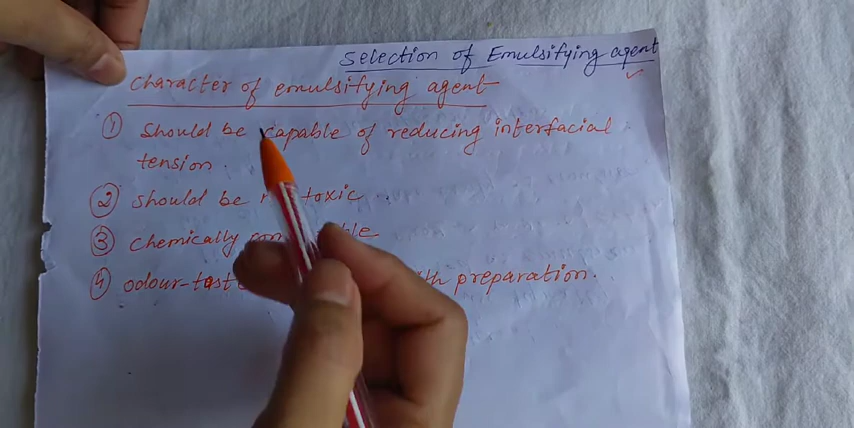 Selection of Emulsifying agent
Character of emulsifying agent
① Should be capable of reducing interfacial
tension.
② Should be toxic
③ Chemically
④ odour-tast preparation.